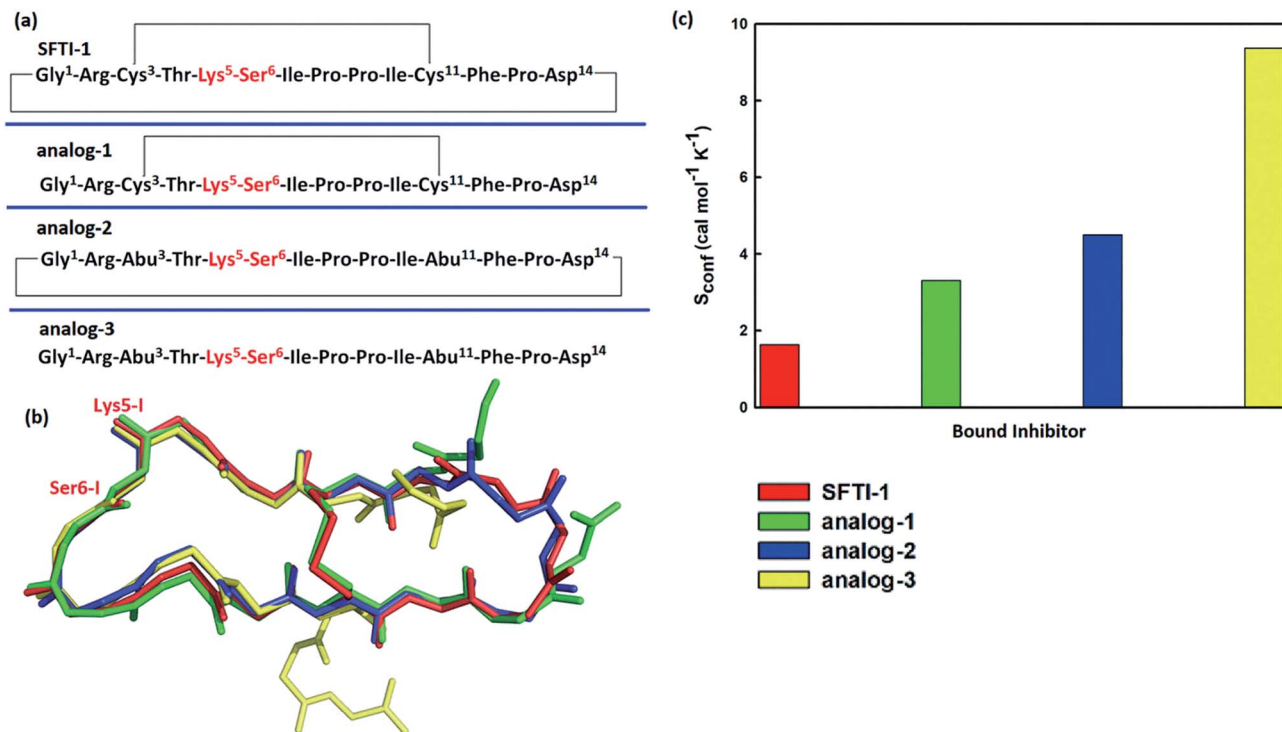 (a)
SFTI-1
Gly¹-Arg-Cys³-Thr-Lys⁵-Ser⁶-Ile-Pro-Pro-Ile-Cys¹¹-Phe-Pro-Asp¹⁴
analog-1
Gly¹-Arg-Cys³-Thr-Lys⁵-Ser⁶-Ile-Pro-Pro-Ile-Cys¹¹-Phe-Pro-Asp¹⁴
analog-2
Gly¹-Arg-Abu³-Thr-Lys⁵-Ser⁶-Ile-Pro-Pro-Ile-Abu¹¹-Phe-Pro-Asp¹⁴
analog-3
Gly¹-Arg-Abu³-Thr-Lys⁵-Ser⁶-Ile-Pro-Pro-Ile-Abu¹¹-Phe-Pro-Asp¹⁴
(b)
Lys5-I
Ser6-I
(c)
10
8
6
4
2
0
S_conf (cal mol⁻¹ K⁻¹)
Bound Inhibitor
SFTI-1
analog-1
analog-2
analog-3